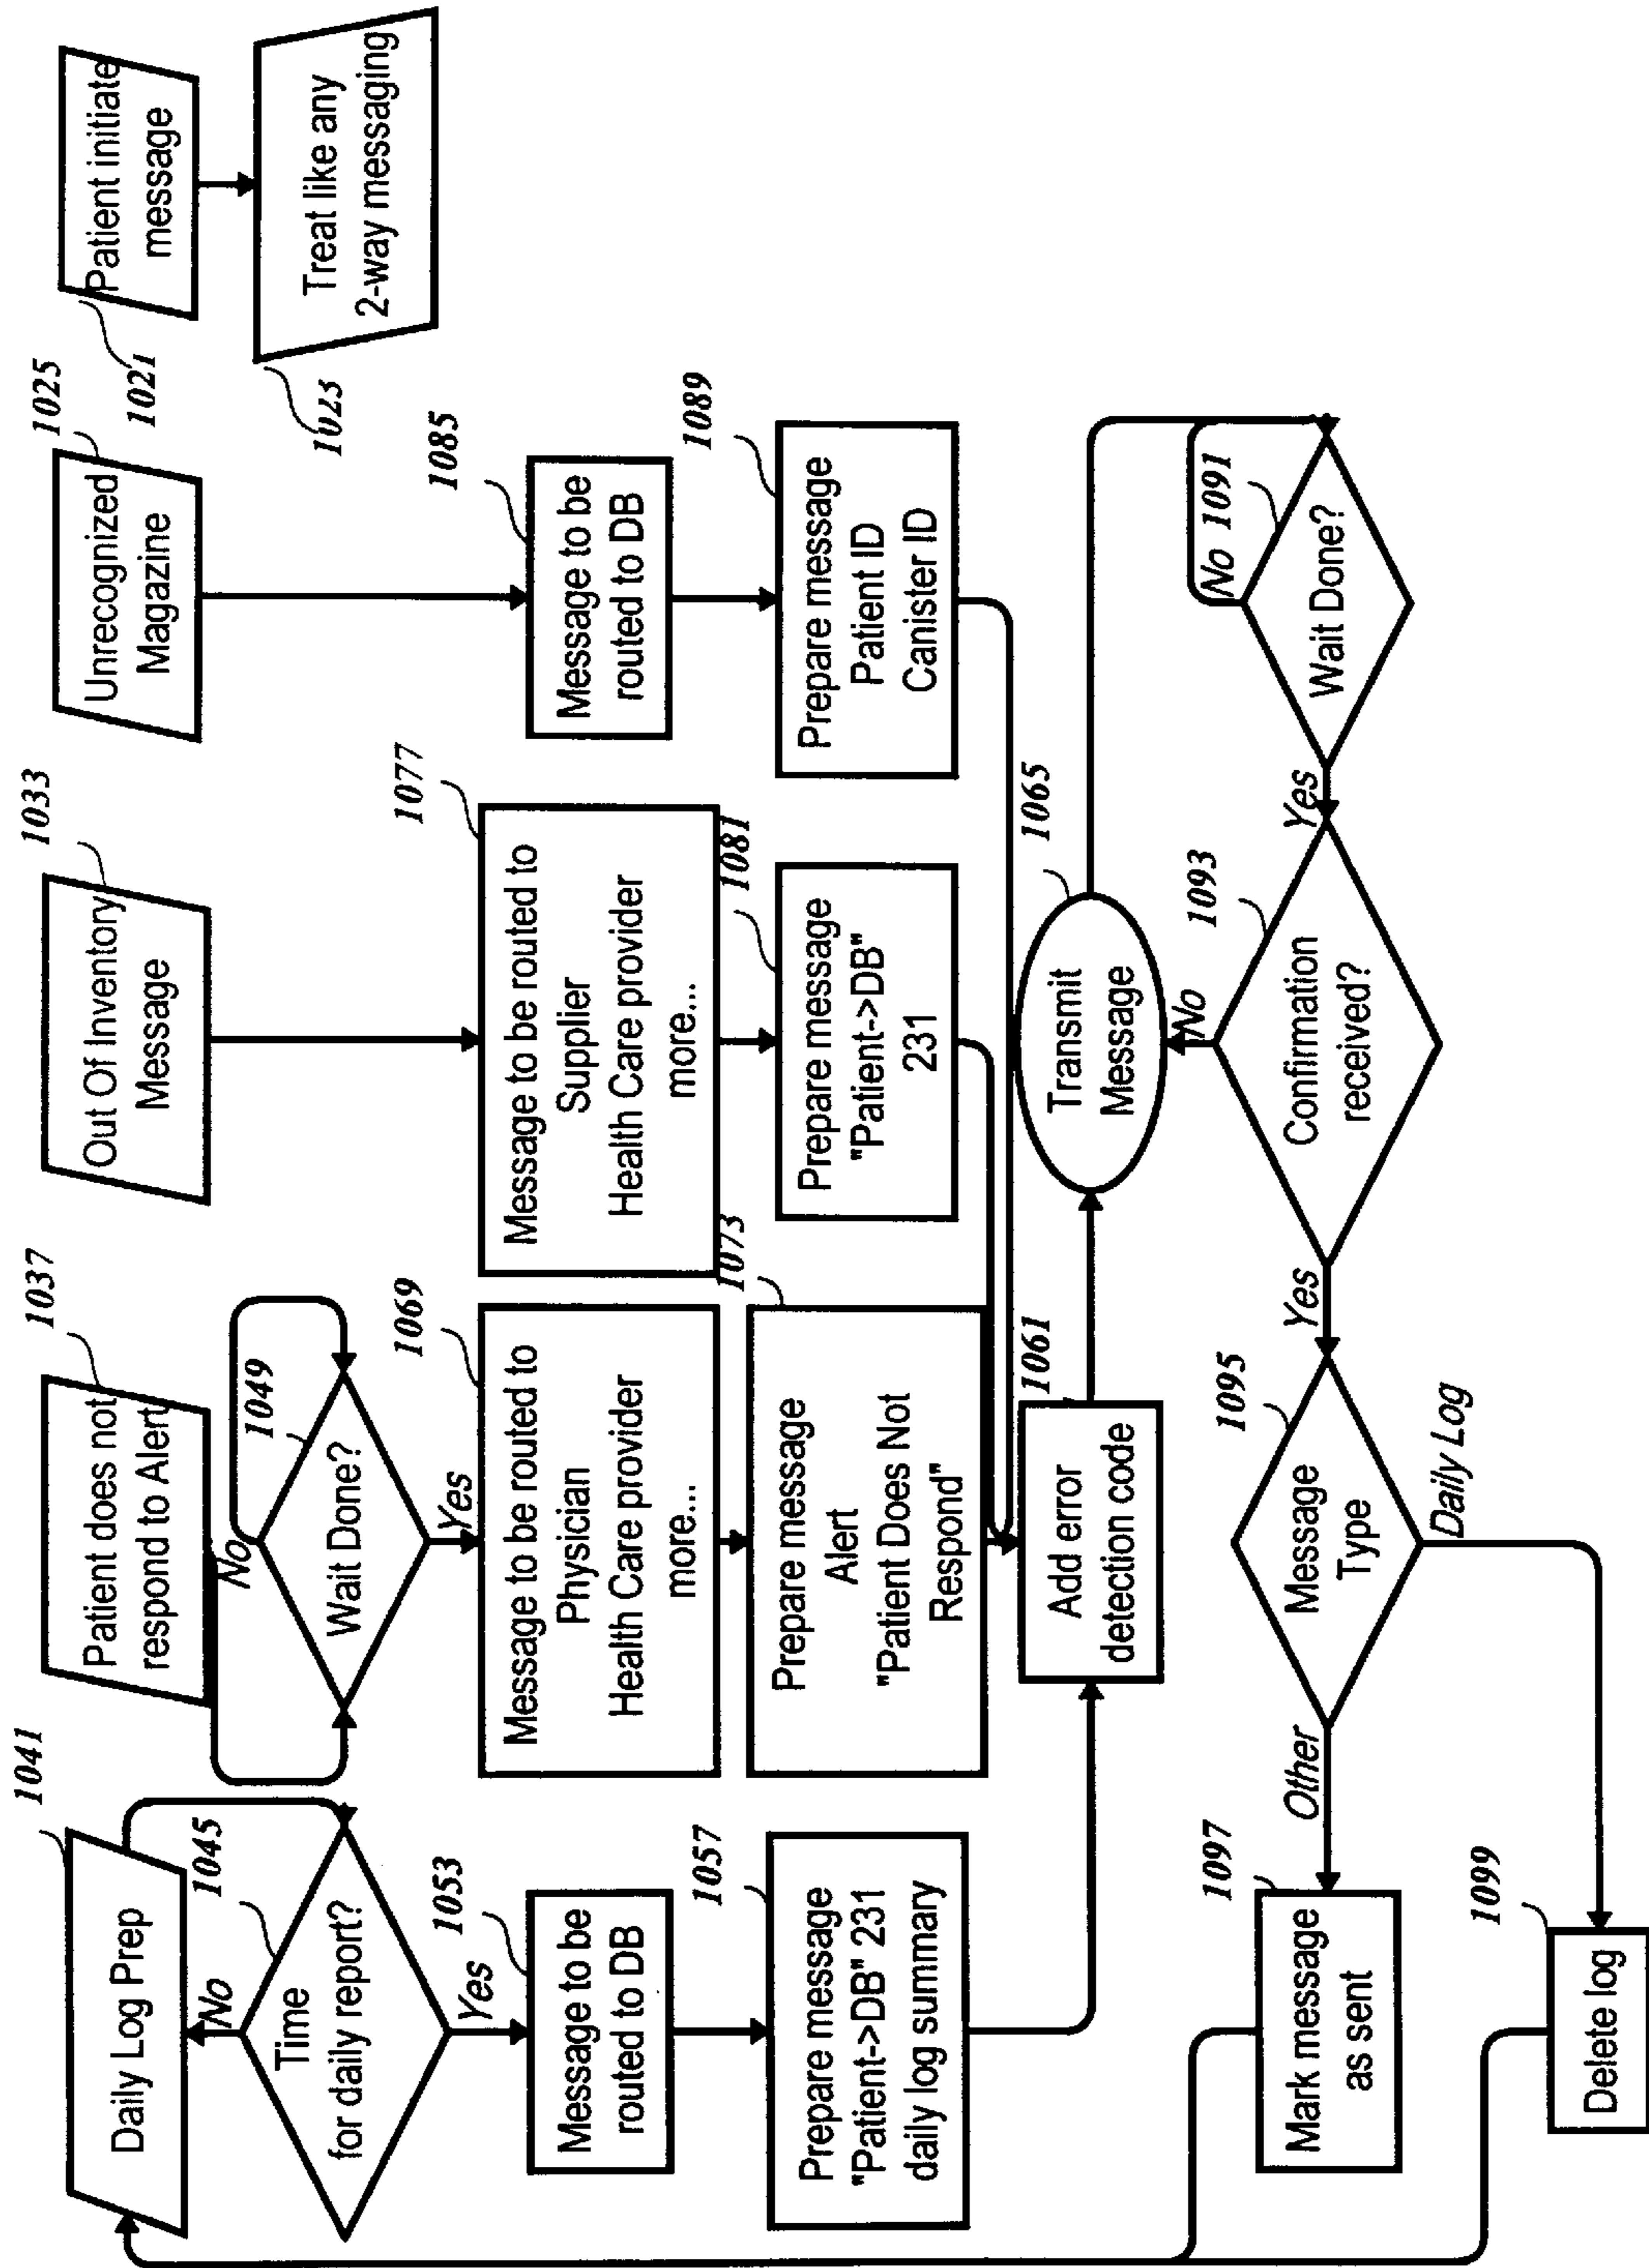 1041
Daily Log Prep
1045
No
Time
for daily report?
Yes
1053
Message to be
routed to DB
1057
Prepare message
"Patient->DB" 231
daily log summary
1037
Patient does not
respond to Alert
No
1049
Wait Done?
Yes
1069
Message to be routed to
Physician
Health Care provider
more...
1073
Prepare message
Alert
"Patient Does Not
Respond"
1033
Out Of Inventory
Message
1077
Message to be routed to
Supplier
Health Care provider
more...
1081
Prepare message
"Patient->DB"
231
1025
Unrecognized
Magazine
1085
Message to be
routed to DB
1089
Prepare message
Patient ID
Canister ID
1021
Patient initiate
message
1023
Treat like any
2-way messaging
1061
Add error
detection code
1065
Transmit
Message
No 1091
Wait Done?
Yes
1093
No
Confirmation
received?
Yes
1095
Message
Type
Other
Daily Log
1097
Mark message
as sent
1099
Delete log